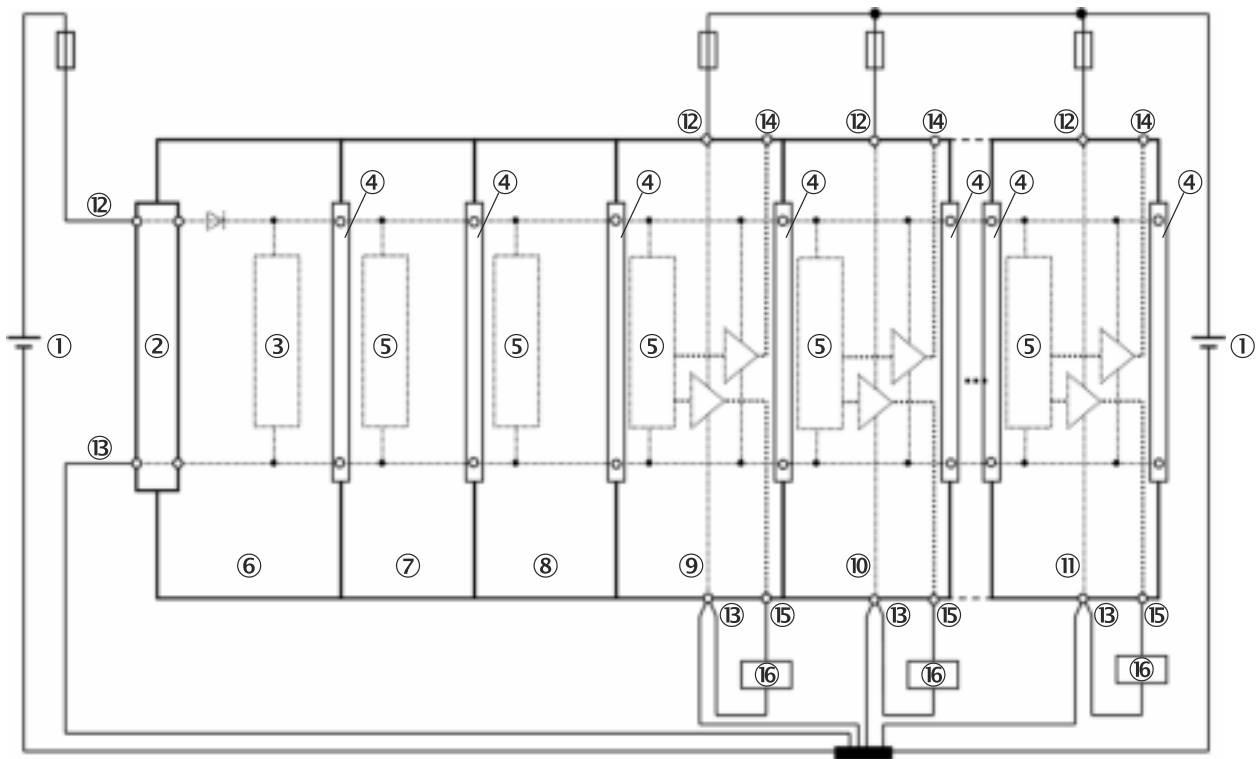 ⑫ ⑭ ⑫ ⑭ ⑫ ⑭
④ ④ ④ ④ ④ ④ ④
⑫
① ② ③ ⑤ ⑤ ⑤ ⑤ ⑤ ①
⑬
⑥ ⑦ ⑧ ⑨ ⑩ ⑪
⑬ ⑮ ⑬ ⑮ ⑬ ⑮
⑯ ⑯ ⑯